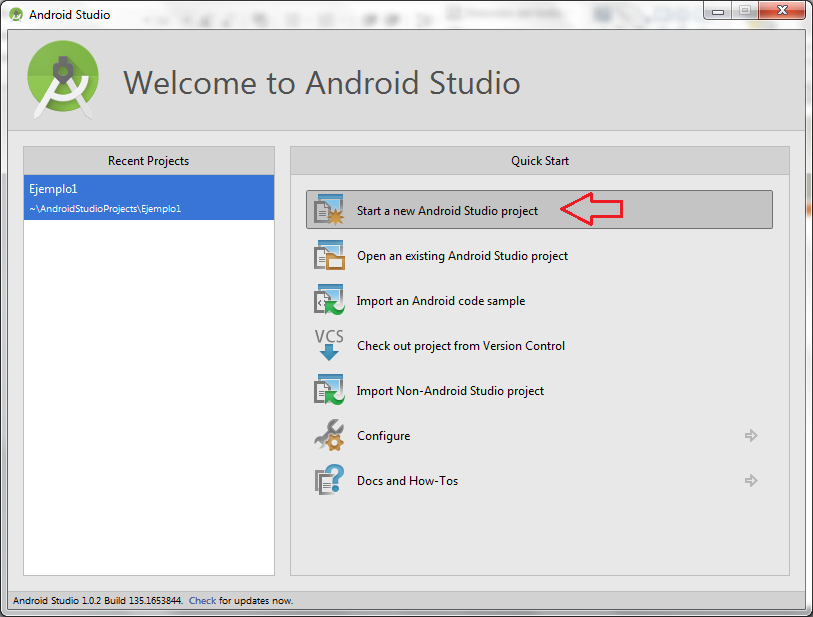 Android Studio
Welcome to Android Studio
Recent Projects
Ejemplo1
~\AndroidStudioProjects\Ejemplo1
Quick Start
Start a new Android Studio project
Open an existing Android Studio project
Import an Android code sample
VCS
Check out project from Version Control
Import Non-Android Studio project
Configure
Docs and How-Tos
Android Studio 1.0.2 Build 135.1653844. Check for updates now.